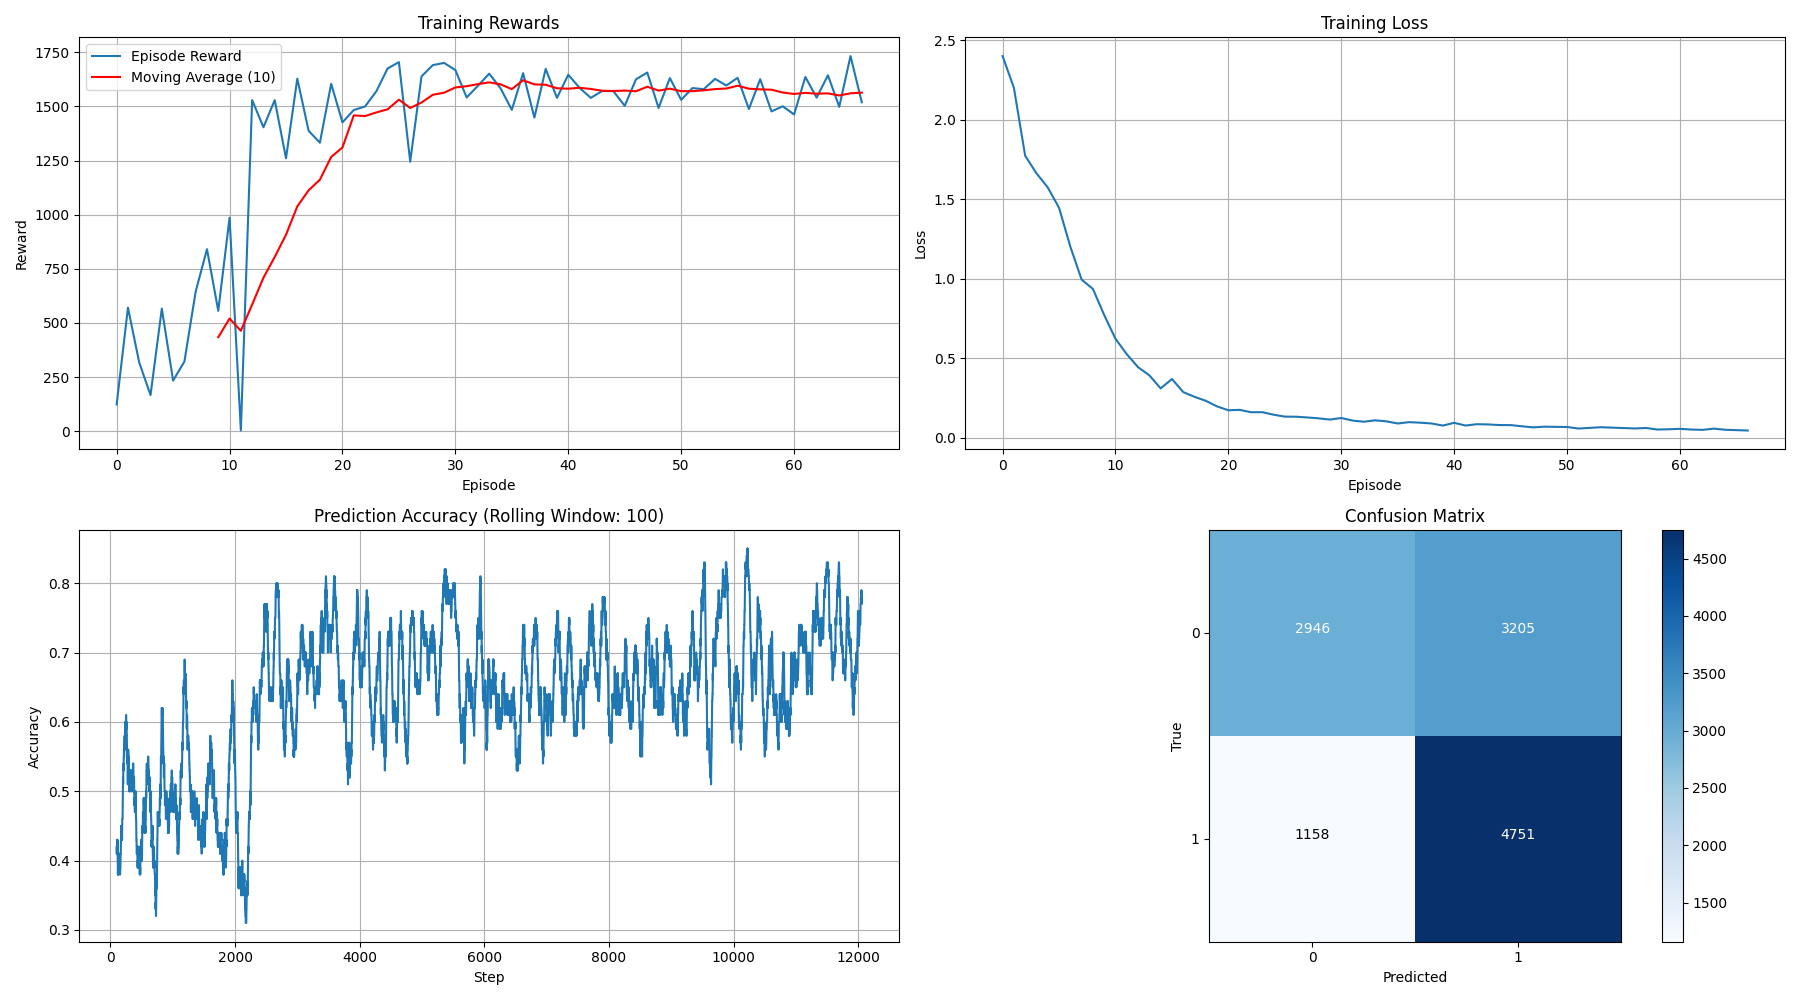 Training Rewards
Episode Reward
Moving Average (10)
1750
1500
1250
1000
750
500
250
0
Reward
0 10 20 30 40 50 60
Episode
Training Loss
2.5
2.0
1.5
1.0
0.5
0.0
Loss
0 10 20 30 40 50 60
Episode
Prediction Accuracy (Rolling Window: 100)
0.8
0.7
0.6
0.5
0.4
0.3
Accuracy
0 2000 4000 6000 8000 10000 12000
Step
Confusion Matrix
0 2946 3205
1 1158 4751
True
0 1
Predicted
4500
4000
3500
3000
2500
2000
1500